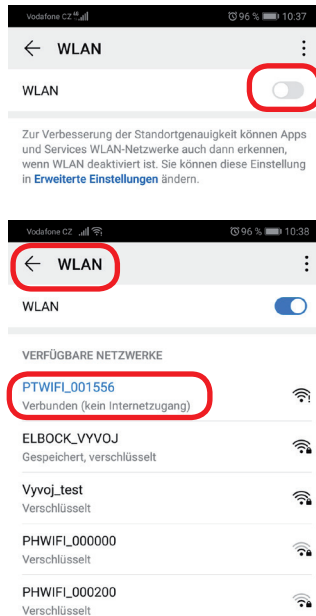 Vodafone CZ 96 % 10:37
← WLAN
WLAN
Zur Verbesserung der Standortgenauigkeit können Apps
und Services WLAN-Netzwerke auch dann erkennen,
wenn WLAN deaktiviert ist. Sie können diese Einstellung
in Erweiterte Einstellungen ändern.
Vodafone CZ 96 % 10:38
← WLAN
WLAN
VERFÜGBARE NETZWERKE
PTWIFI_001556
Verbunden (kein Internetzugang)
ELBOCK_VYVOJ
Gespeichert, verschlüsselt
Vyvoj_test
Verschlüsselt
PHWIFI_000000
Verschlüsselt
PHWIFI_000200
Verschlüsselt